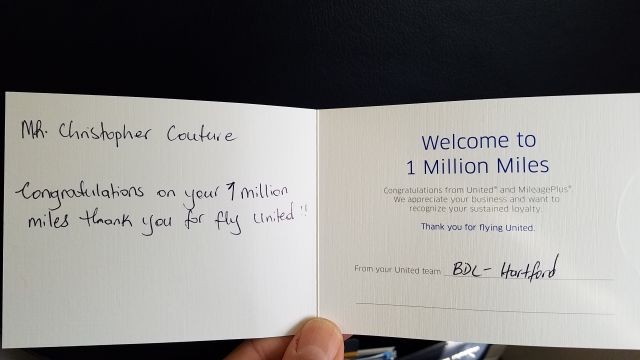 Mr. Christopher Couture
Congratulations on your 1 million
miles thank you for fly United!!
Welcome to
1 Million Miles
Congratulations from United® and MileagePlus®.
We appreciate your business and want to
recognize your sustained loyalty.
Thank you for flying United.
From your United team BDL - Hartford